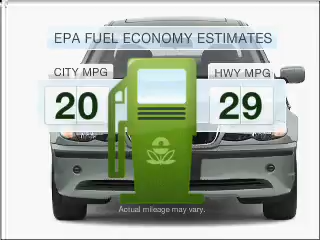 EPA FUEL ECONOMY ESTIMATES
CITY MPG
HWY MPG
20
29
Actual mileage may vary.